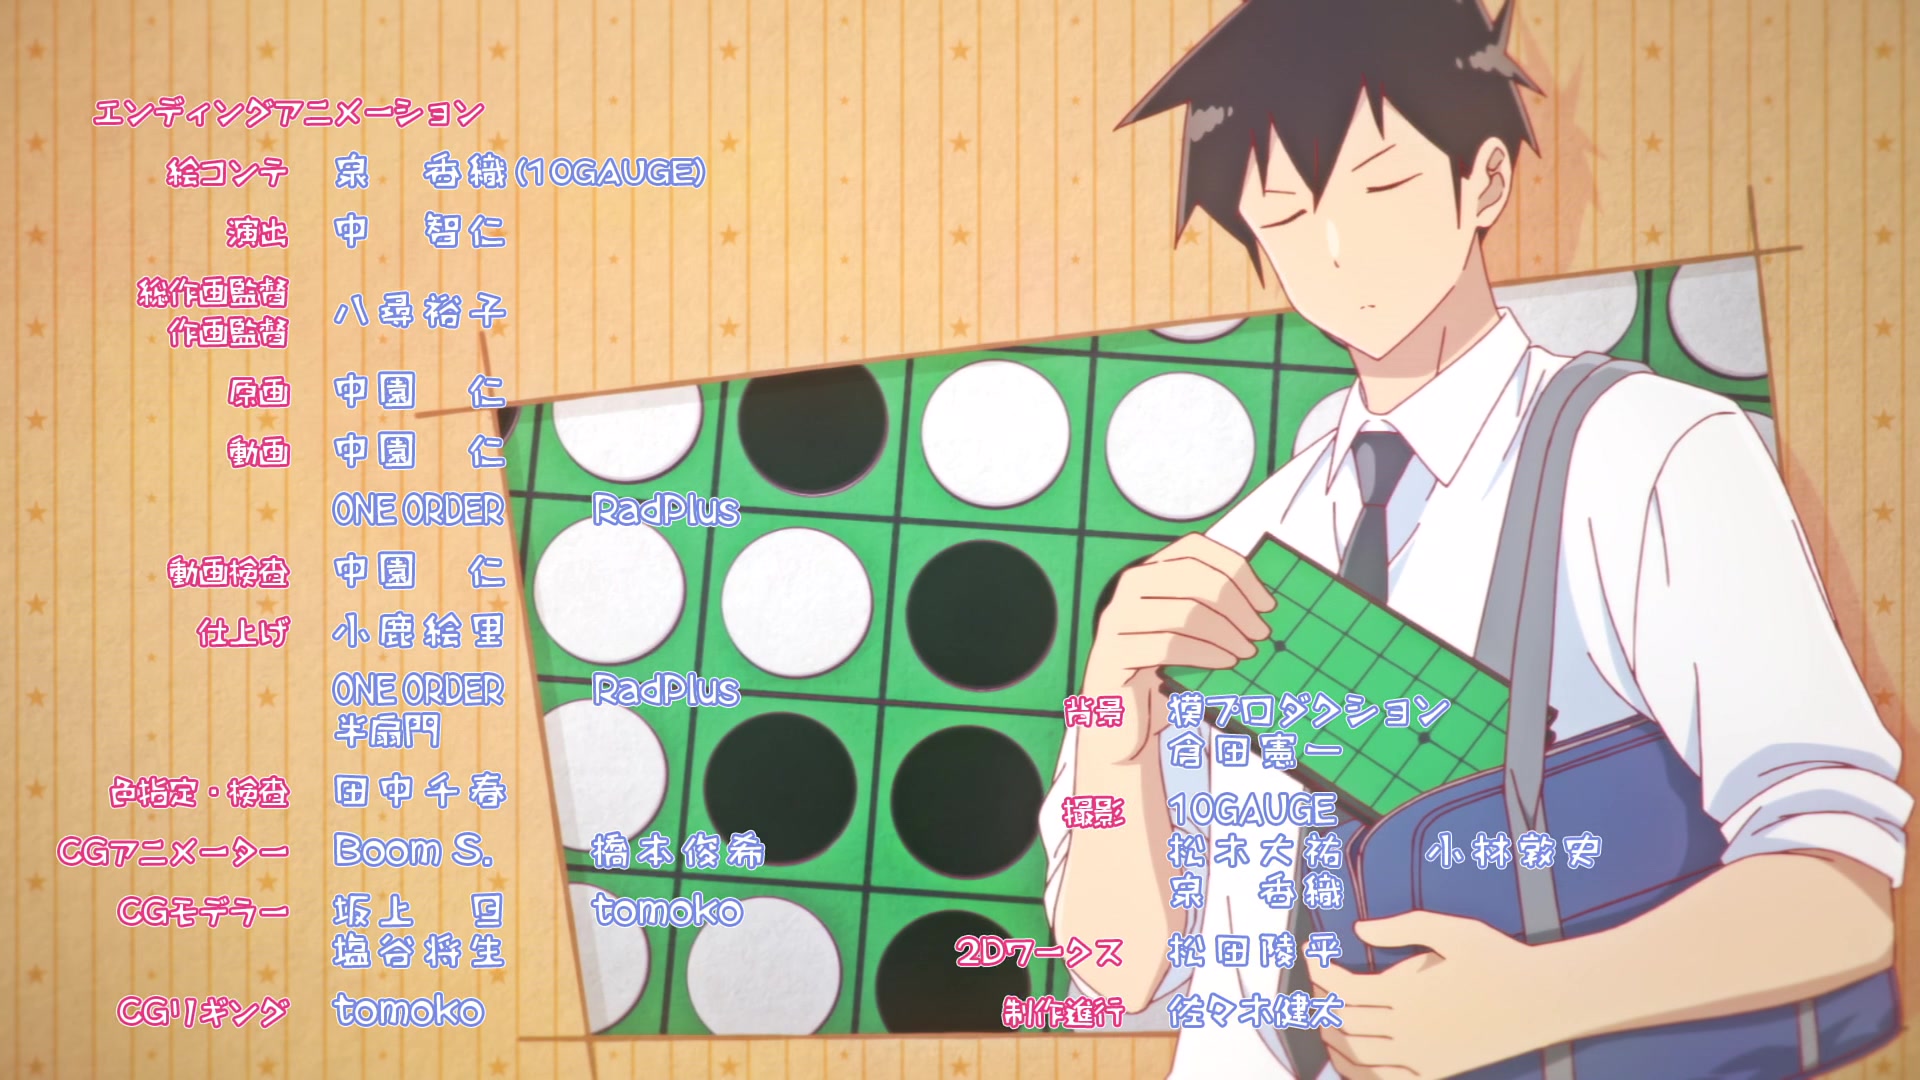 エンディングアニメーション
絵コンテ 泉 香織(10GAUGE)
演出 中 智仁
総作画監督
作画監督 八尋裕子
原画 中園 仁
動画 中園 仁
ONE ORDER RadPlus
動画検査 中園 仁
仕上げ 小鹿絵里
ONE ORDER RadPlus
半扇門
色指定・検査 田中千春
CGアニメーター Boom S. 橋本俊希
CGモデラー 坂上 旦 tomoko
塩谷将生
CGリギング tomoko
背景 獏プロダクション
倉田憲一
撮影 10GAUGE
松木大祐 小林敦史
泉 香織
2Dワークス 松田陵平
制作進行 佐々木健太